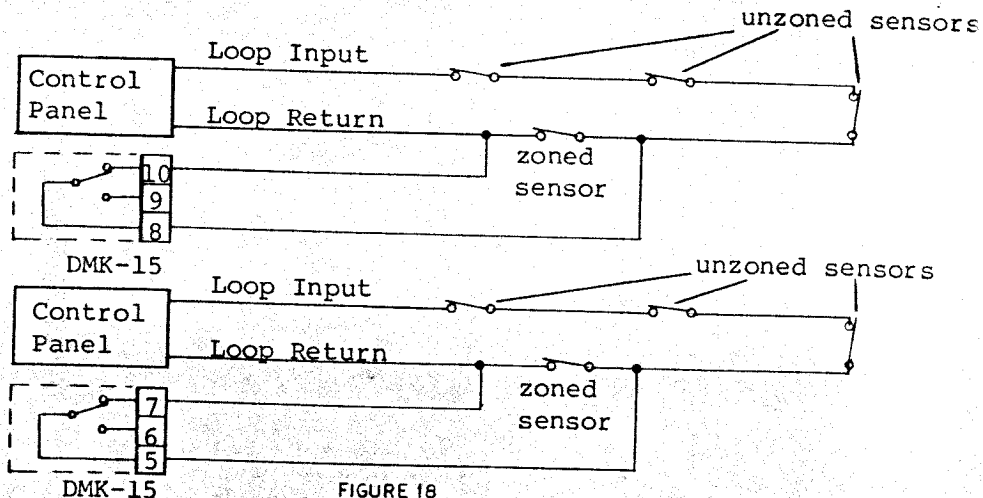 unzoned sensors
Loop Input
Control
Panel
Loop Return
zoned
sensor
10
9
8
DMK-15
unzoned sensors
Loop Input
Control
Panel
Loop Return
zoned
sensor
7
6
5
DMK-15
FIGURE 18